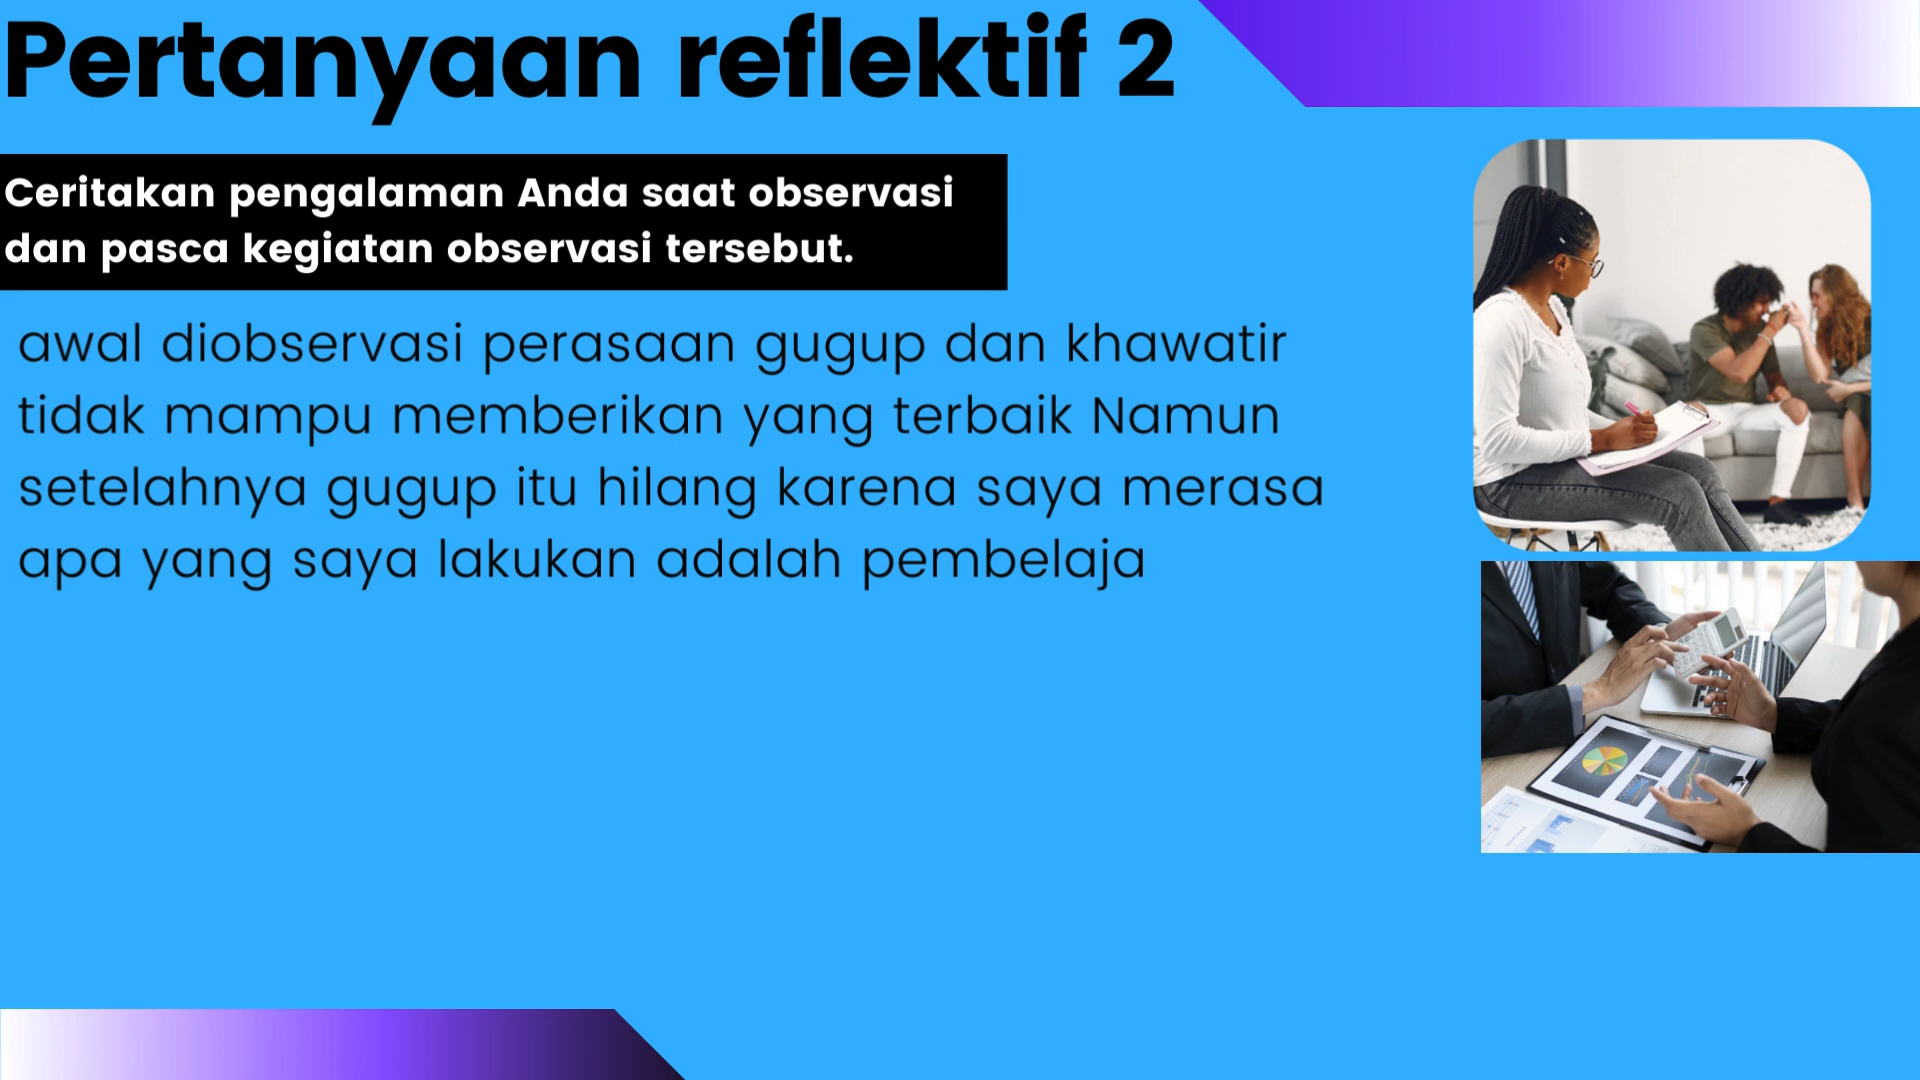 Pertanyaan reflektif 2
Ceritakan pengalaman Anda saat observasi
dan pasca kegiatan observasi tersebut.
awal diobservasi perasaan gugup dan khawatir
tidak mampu memberikan yang terbaik Namun
setelahnya gugup itu hilang karena saya merasa
apa yang saya lakukan adalah pembelaja